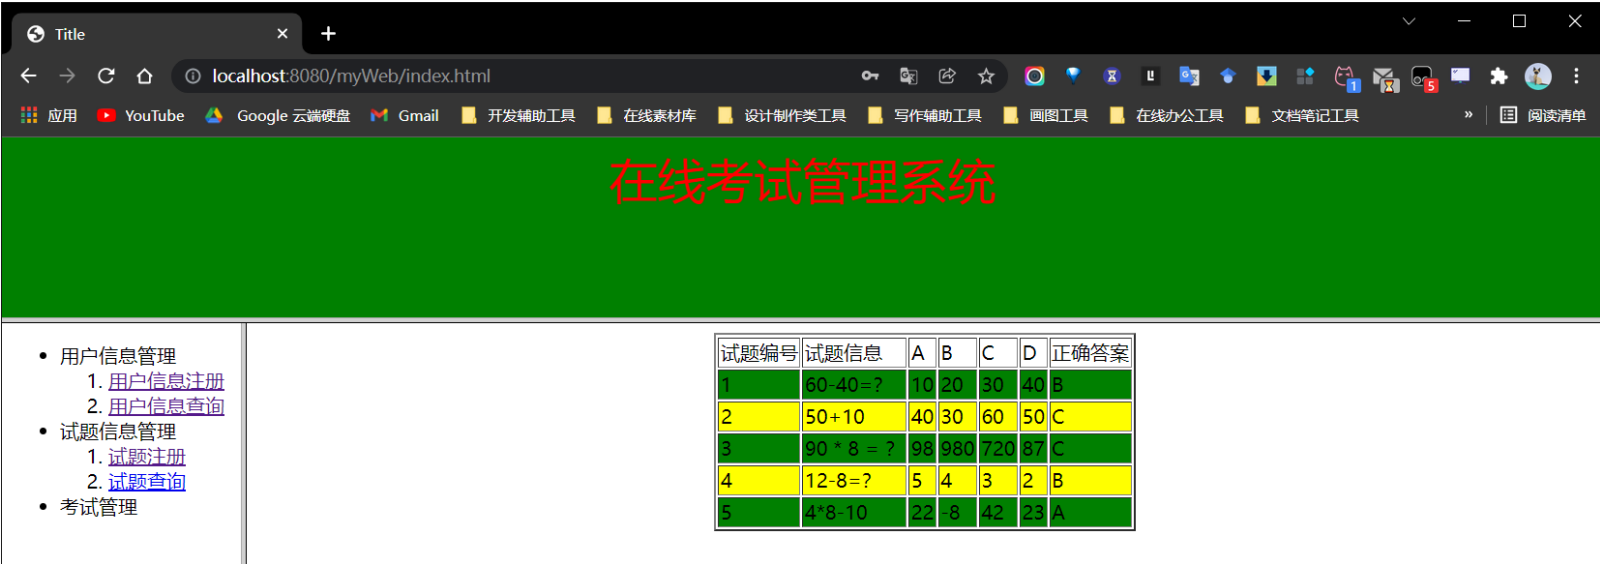 Title
localhost:8080/myWeb/index.html
1
5
应用 YouTube Google 云端硬盘 Gmail 开发辅助工具 在线素材库 设计制作类工具 写作辅助工具 画图工具 在线办公工具 文档笔记工具 » 阅读清单
在线考试管理系统
用户信息管理
1. 用户信息注册
2. 用户信息查询
试题信息管理
1. 试题注册
2. 试题查询
考试管理
试题编号 试题信息 A B C D 正确答案
1 60-40=? 10 20 30 40 B
2 50+10 40 30 60 50 C
3 90 * 8 = ? 98 980 720 87 C
4 12-8=? 5 4 3 2 B
5 4*8-10 22 -8 42 23 A